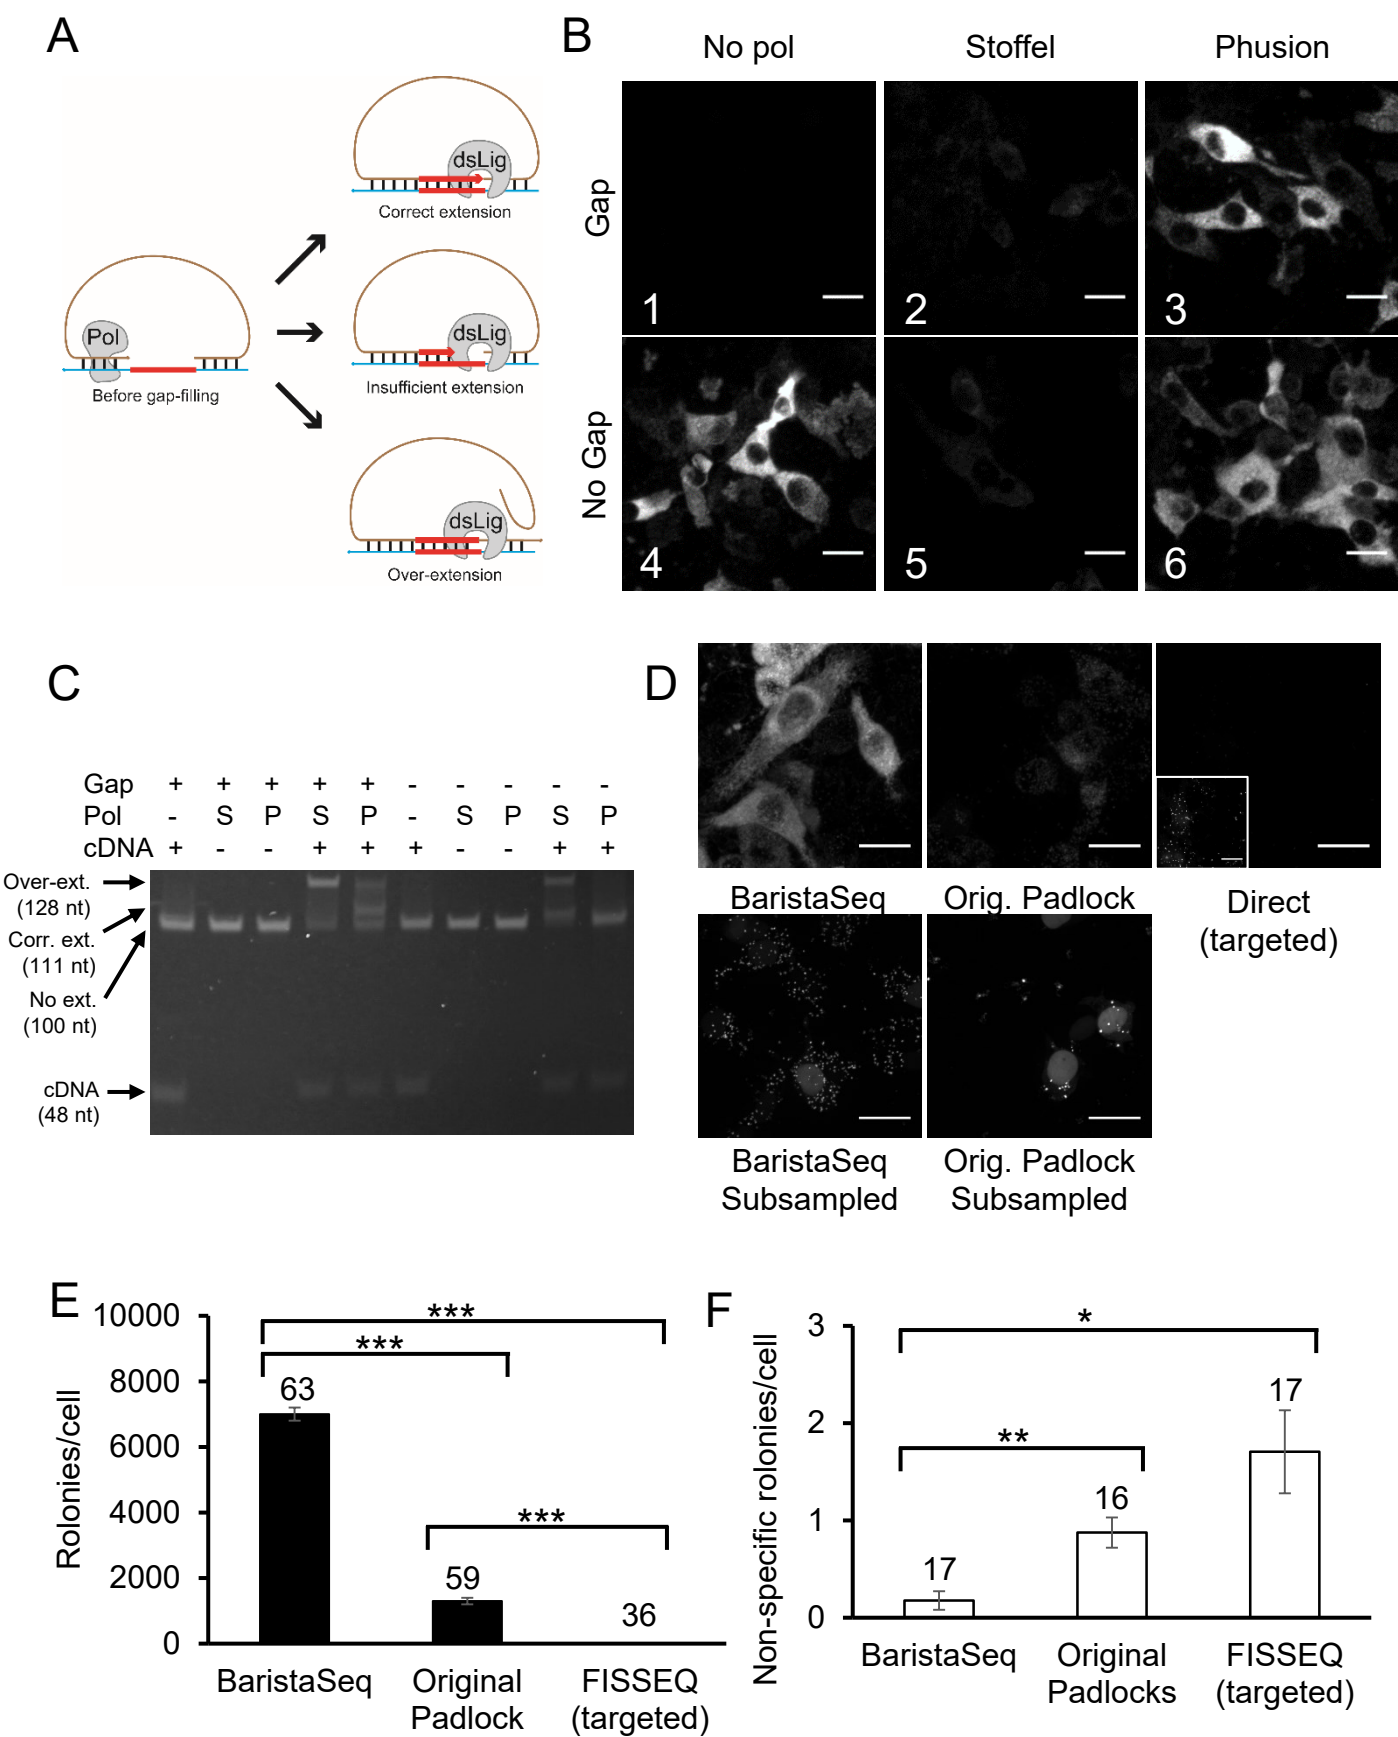 A
dsLig
Correct extension
Pol
Before gap-filling
dsLig
Insufficient extension
dsLig
Over-extension
B
No pol
Stoffel
Phusion
Gap
1
2
3
No Gap
4
5
6
C
Gap + + + + + - - - - -
Pol - S P S P - S P S P
cDNA + - - + + + - - + +
Over-ext.
(128 nt)
Corr. ext.
(111 nt)
No ext.
(100 nt)
cDNA
(48 nt)
D
BaristaSeq
Orig. Padlock
Direct
(targeted)
BaristaSeq
Subsampled
Orig. Padlock
Subsampled
E
Rolonies/cell
10000
8000
6000
4000
2000
0
***
***
***
63
59
36
BaristaSeq
Original
Padlock
FISSEQ
(targeted)
F
Non-specific rolonies/cell
3
2
1
0
*
**
17
16
17
BaristaSeq
Original
Padlocks
FISSEQ
(targeted)